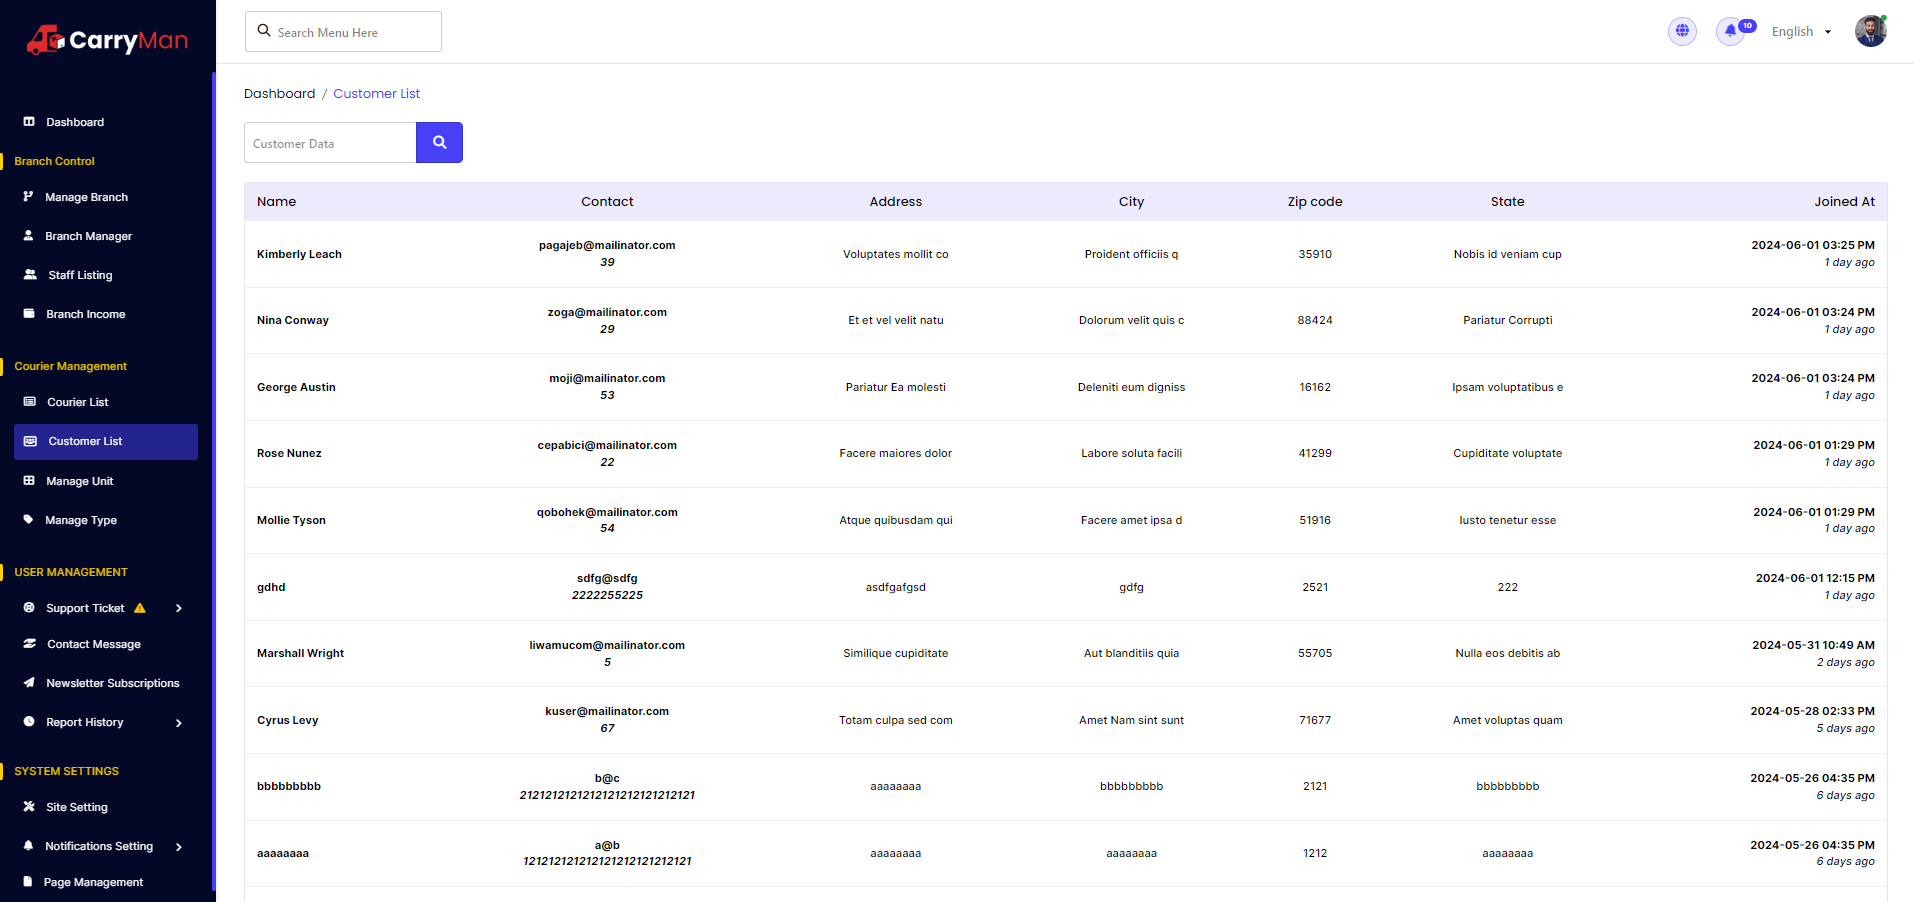 CarryMan
Search Menu Here
10
English
Dashboard
Branch Control
Manage Branch
Branch Manager
Staff Listing
Branch Income
Courier Management
Courier List
Customer List
Manage Unit
Manage Type
USER MANAGEMENT
Support Ticket
Contact Message
Newsletter Subscriptions
Report History
SYSTEM SETTINGS
Site Setting
Notifications Setting
Page Management
Dashboard / Customer List
Customer Data
Name Contact Address City Zip code State Joined At
Kimberly Leach pagajeb@mailinator.com Voluptates mollit co Proident officiis q 35910 Nobis id veniam cup 2024-06-01 03:25 PM
39 1 day ago
Nina Conway zoga@mailinator.com Et et vel velit natu Dolorum velit quis c 88424 Pariatur Corrupti 2024-06-01 03:24 PM
29 1 day ago
George Austin moji@mailinator.com Pariatur Ea molesti Deleniti eum digniss 16162 Ipsam voluptatibus e 2024-06-01 03:24 PM
53 1 day ago
Rose Nunez cepabici@mailinator.com Facere maiores dolor Labore soluta facili 41299 Cupiditate voluptate 2024-06-01 01:29 PM
22 1 day ago
Mollie Tyson qobohek@mailinator.com Atque quibusdam qui Facere amet ipsa d 51916 Iusto tenetur esse 2024-06-01 01:29 PM
54 1 day ago
gdhd sdfg@sdfg asdfgafgsd gdfg 2521 222 2024-06-01 12:15 PM
2222255225 1 day ago
Marshall Wright liwamucom@mailinator.com Similique cupiditate Aut blanditiis quia 55705 Nulla eos debitis ab 2024-05-31 10:49 AM
5 2 days ago
Cyrus Levy kuser@mailinator.com Totam culpa sed com Amet Nam sint sunt 71677 Amet voluptas quam 2024-05-28 02:33 PM
67 5 days ago
bbbbbbbbb b@c aaaaaaaa bbbbbbbbb 2121 bbbbbbbbb 2024-05-26 04:35 PM
2121212121212121212121212121 6 days ago
aaaaaaaa a@b aaaaaaaa aaaaaaaa 1212 aaaaaaaa 2024-05-26 04:35 PM
121212121212121212121212121 6 days ago